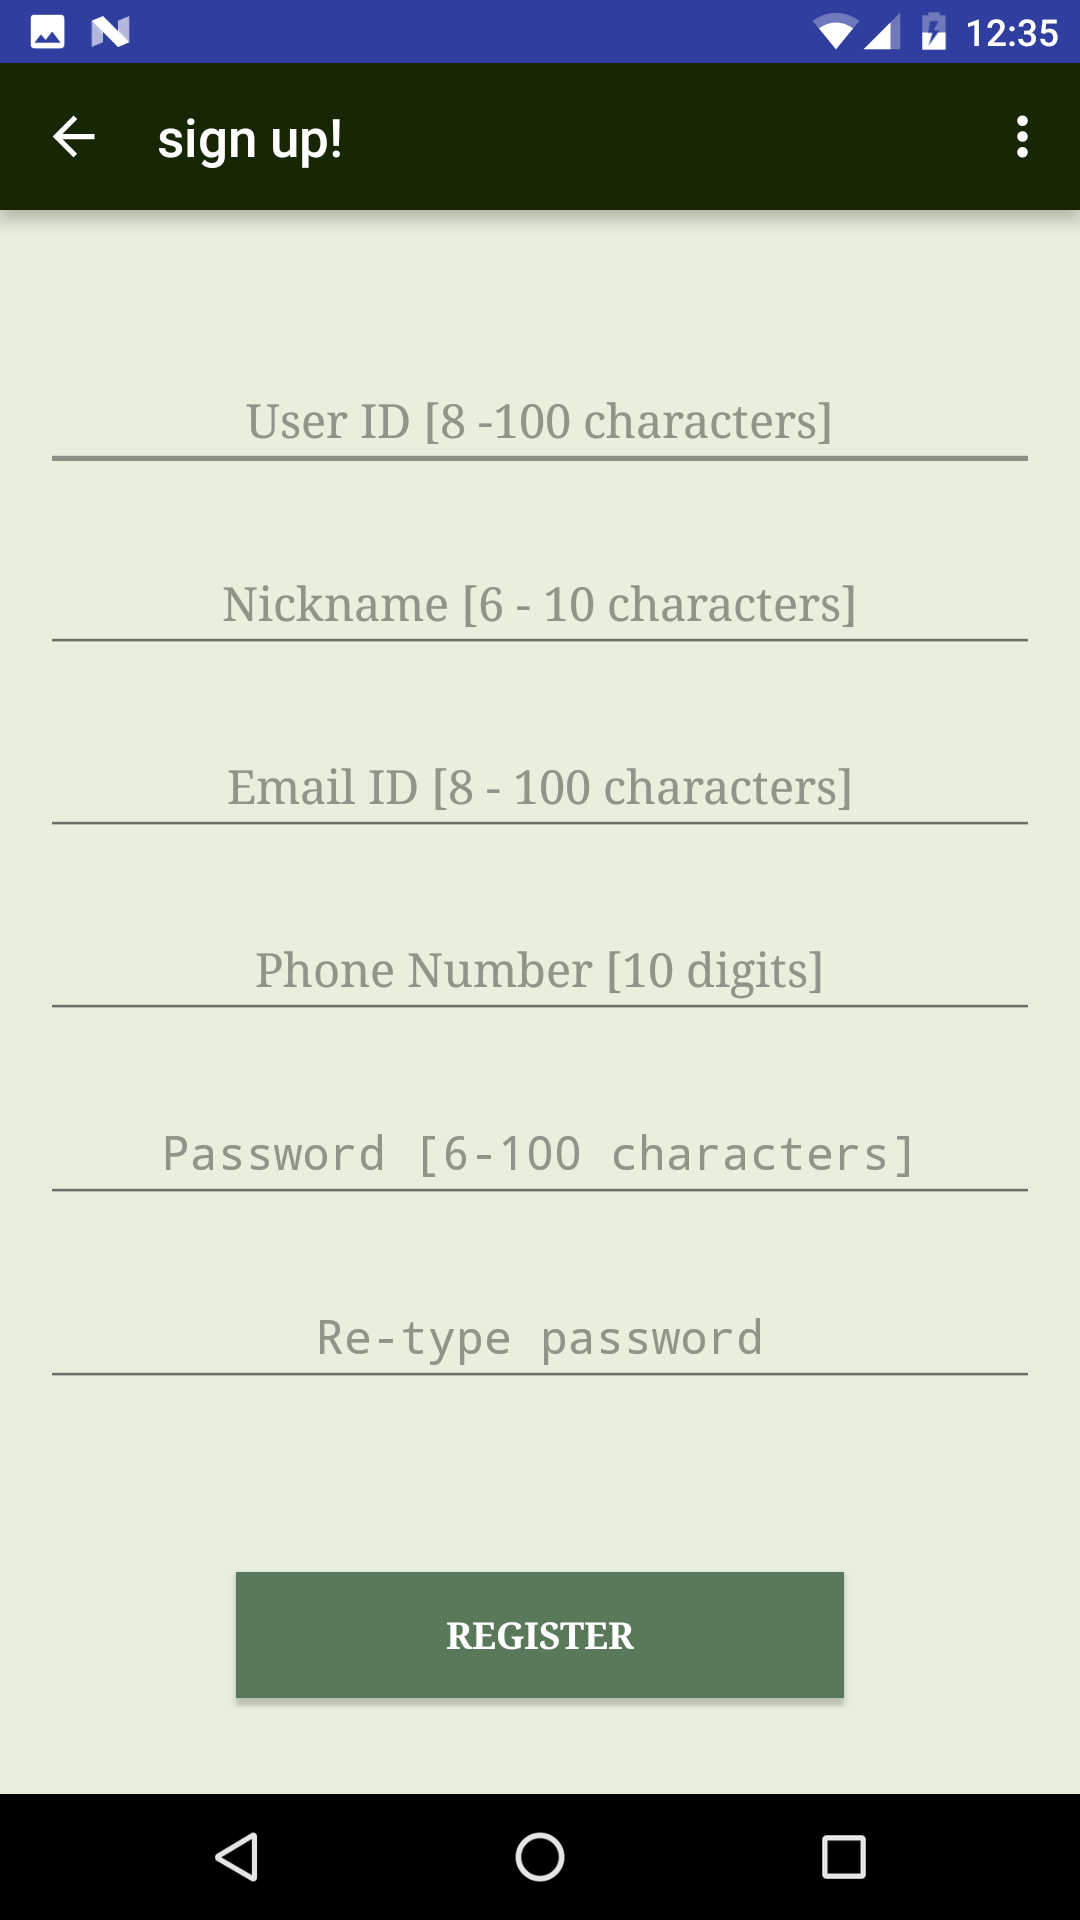 12:35
sign up!
User ID [8 -100 characters]
Nickname [6 - 10 characters]
Email ID [8 - 100 characters]
Phone Number [10 digits]
Password [6-100 characters]
Re-type password
REGISTER